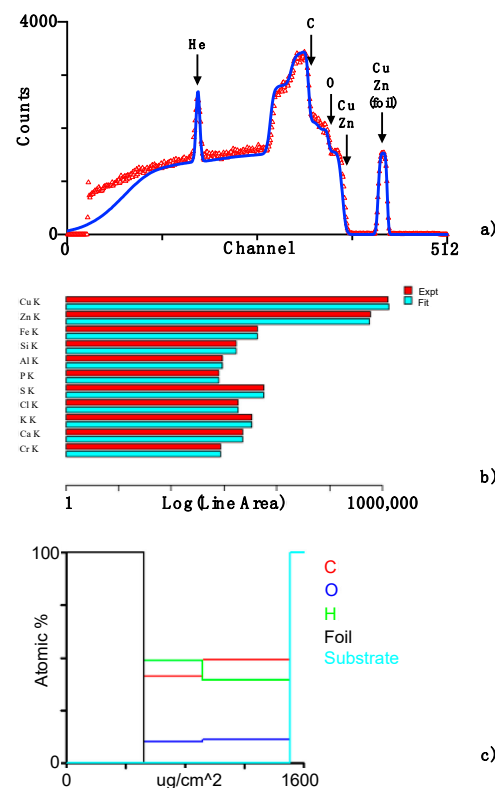 4000
Counts
0
He
C
O
Cu
Zn
Cu
Zn
(foil)
0
Channel
512
a)
Expt
Fit
Cu K
Zn K
Fe K
Si K
Al K
P K
S K
Cl K
K K
Ca K
Cr K
1
Log(Line Area)
1000,000
b)
100
Atomic %
0
C
O
H
Foil
Substrate
0
ug/cm^2
1600
c)